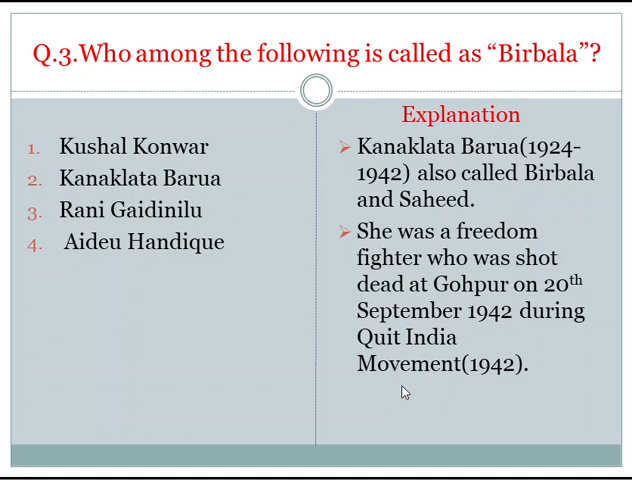 Q.3.Who among the following is called as “Birbala”?
1. Kushal Konwar
2. Kanaklata Barua
3. Rani Gaidinilu
4. Aideu Handique
Explanation
Kanaklata Barua(1924-
1942) also called Birbala
and Saheed.
She was a freedom
fighter who was shot
dead at Gohpur on 20th
September 1942 during
Quit India
Movement(1942).